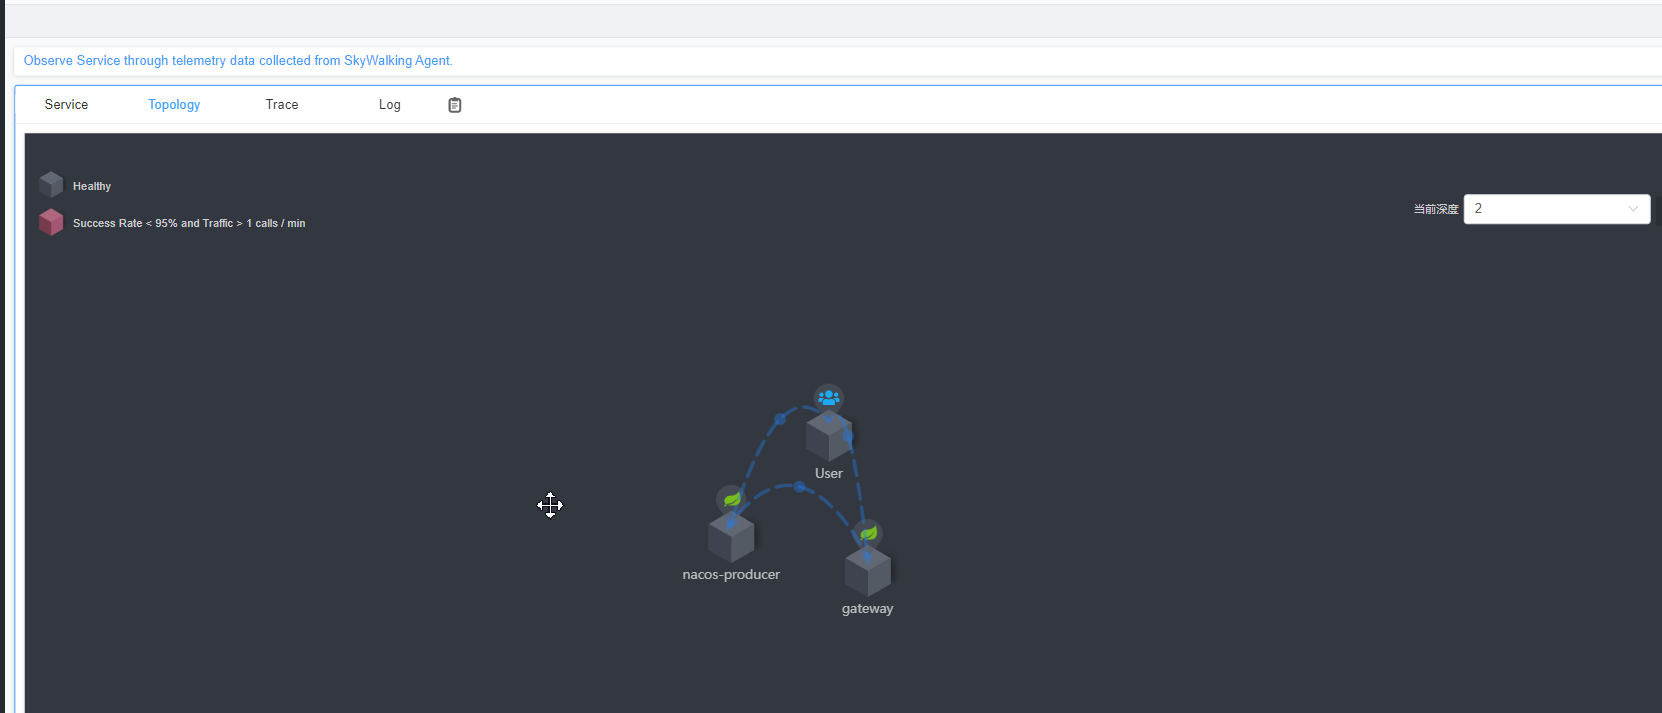 Observe Service through telemetry data collected from SkyWalking Agent.
Service Topology Trace Log
Healthy
Success Rate < 95% and Traffic > 1 calls / min
当前深度 2
User
nacos-producer
gateway